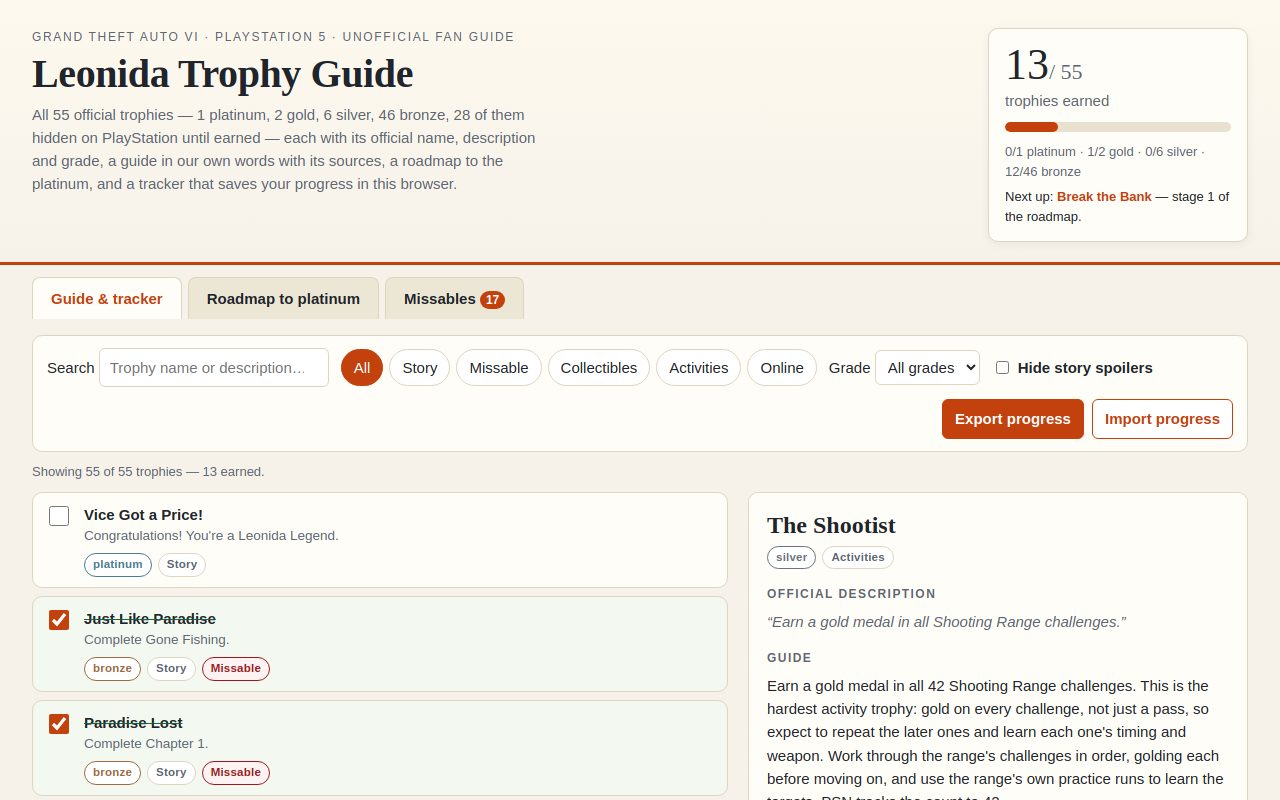 GRAND THEFT AUTO VI · PLAYSTATION 5 · UNOFFICIAL FAN GUIDE
Leonida Trophy Guide
All 55 official trophies — 1 platinum, 2 gold, 6 silver, 46 bronze, 28 of them
hidden on PlayStation until earned — each with its official name, description
and grade, a guide in our own words with its sources, a roadmap to the
platinum, and a tracker that saves your progress in this browser.
13 / 55
trophies earned
0/1 platinum · 1/2 gold · 0/6 silver ·
12/46 bronze
Next up: Break the Bank — stage 1 of
the roadmap.
Guide & tracker
Roadmap to platinum
Missables 17
Search Trophy name or description…
All
Story
Missable
Collectibles
Activities
Online
Grade All grades
Hide story spoilers
Export progress
Import progress
Showing 55 of 55 trophies — 13 earned.
Vice Got a Price!
Congratulations! You're a Leonida Legend.
platinum Story
Just Like Paradise
Complete Gone Fishing.
bronze Story Missable
Paradise Lost
Complete Chapter 1.
bronze Story Missable
The Shootist
silver Activities
OFFICIAL DESCRIPTION
“Earn a gold medal in all Shooting Range challenges.”
GUIDE
Earn a gold medal in all 42 Shooting Range challenges. This is the
hardest activity trophy: gold on every challenge, not just a pass, so
expect to repeat the later ones and learn each one's timing and
weapon. Work through the range's challenges in order, golding each
before moving on, and use the range's own practice runs to learn the
targets. PSN tracks the count to 42.